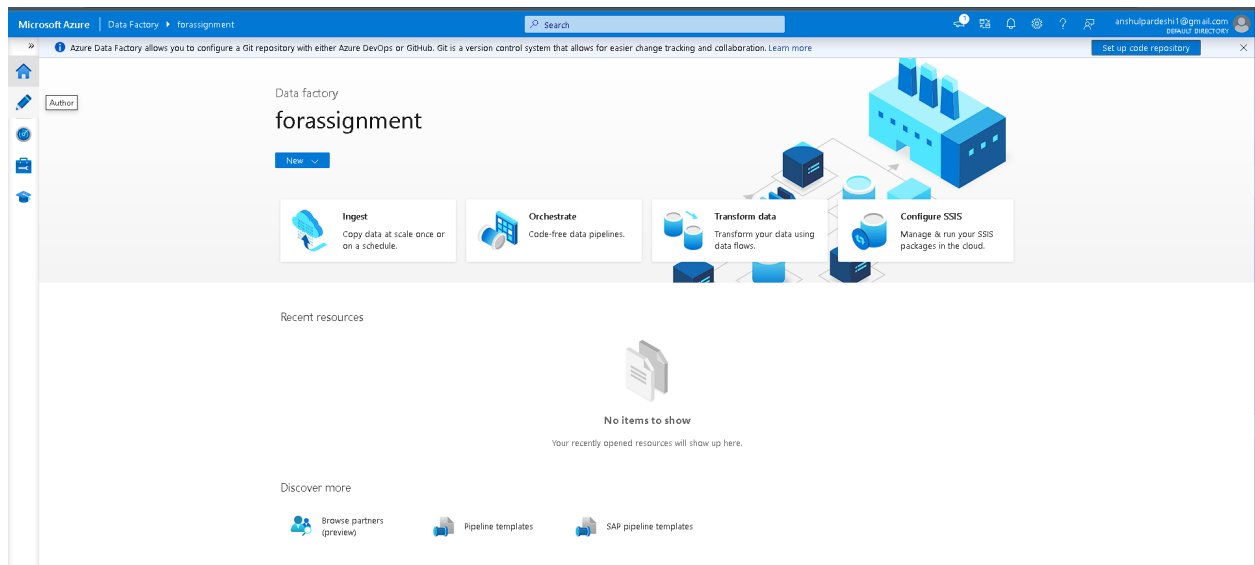 Microsoft Azure Data Factory forassignment Search 1 anshulpardeshi1@gmail.com
DEFAULT DIRECTORY
Azure Data Factory allows you to configure a Git repository with either Azure DevOps or GitHub. Git is a version control system that allows for easier change tracking and collaboration. Learn more Set up code repository
Author
Data factory
forassignment
New
Ingest
Copy data at scale once or
on a schedule.
Orchestrate
Code-free data pipelines.
Transform data
Transform your data using
data flows.
Configure SSIS
Manage & run your SSIS
packages in the cloud.
Recent resources
No items to show
Your recently opened resources will show up here.
Discover more
Browse partners
(preview)
Pipeline templates
SAP pipeline templates